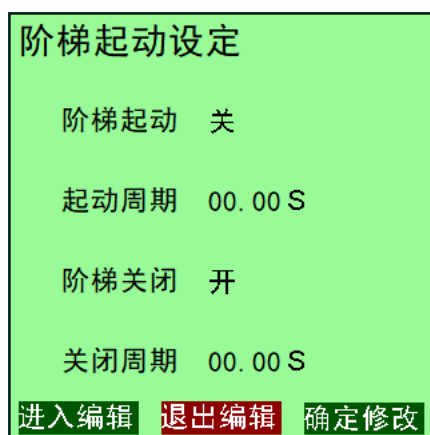 阶梯起动设定
阶梯起动 关
起动周期 00.00 S
阶梯关闭 开
关闭周期 00.00 S
进入编辑 退出编辑 确定修改